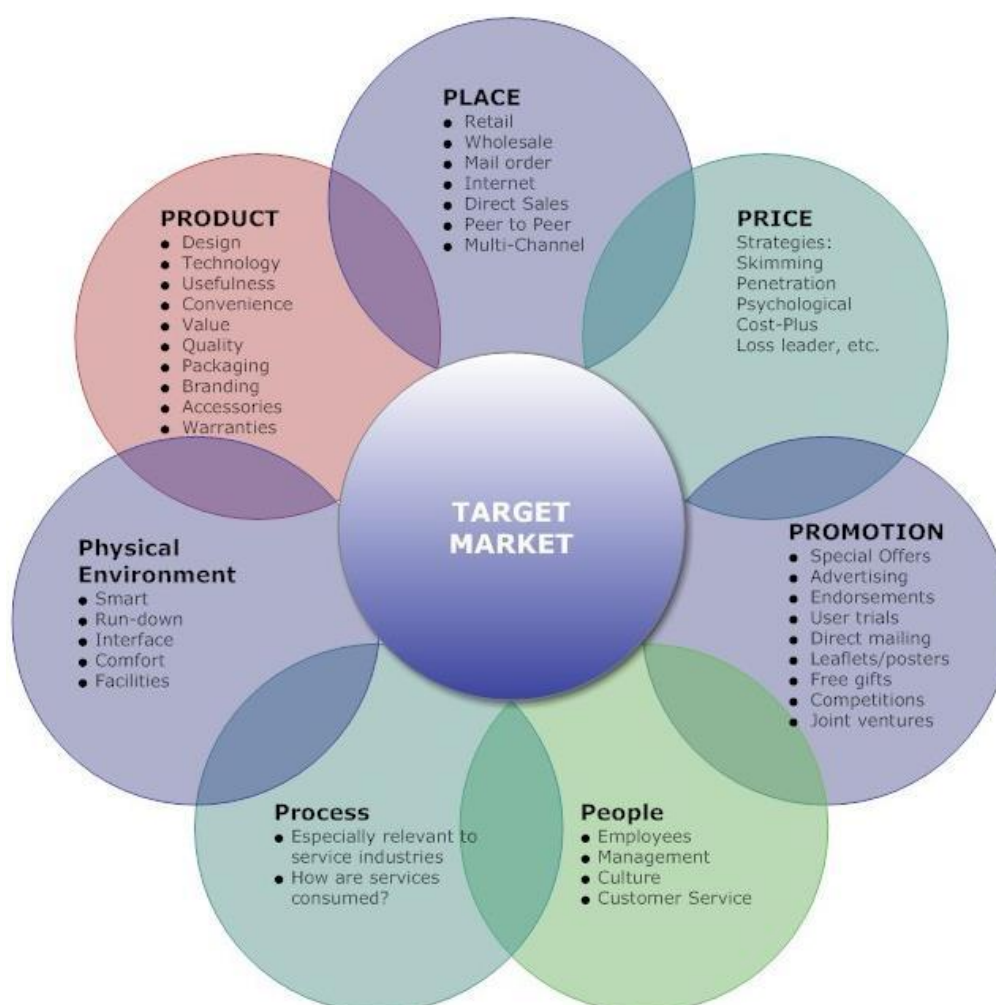 PLACE
● Retail
● Wholesale
● Mail order
● Internet
● Direct Sales
● Peer to Peer
● Multi-Channel
PRODUCT
● Design
● Technology
● Usefulness
● Convenience
● Value
● Quality
● Packaging
● Branding
● Accessories
● Warranties
PRICE
Strategies:
Skimming
Penetration
Psychological
Cost-Plus
Loss leader, etc.
TARGET
MARKET
Physical
Environment
● Smart
● Run-down
● Interface
● Comfort
● Facilities
PROMOTION
● Special Offers
● Advertising
● Endorsements
● User trials
● Direct mailing
● Leaflets/posters
● Free gifts
● Competitions
● Joint ventures
Process
● Especially relevant to
service industries
● How are services
consumed?
People
● Employees
● Management
● Culture
● Customer Service